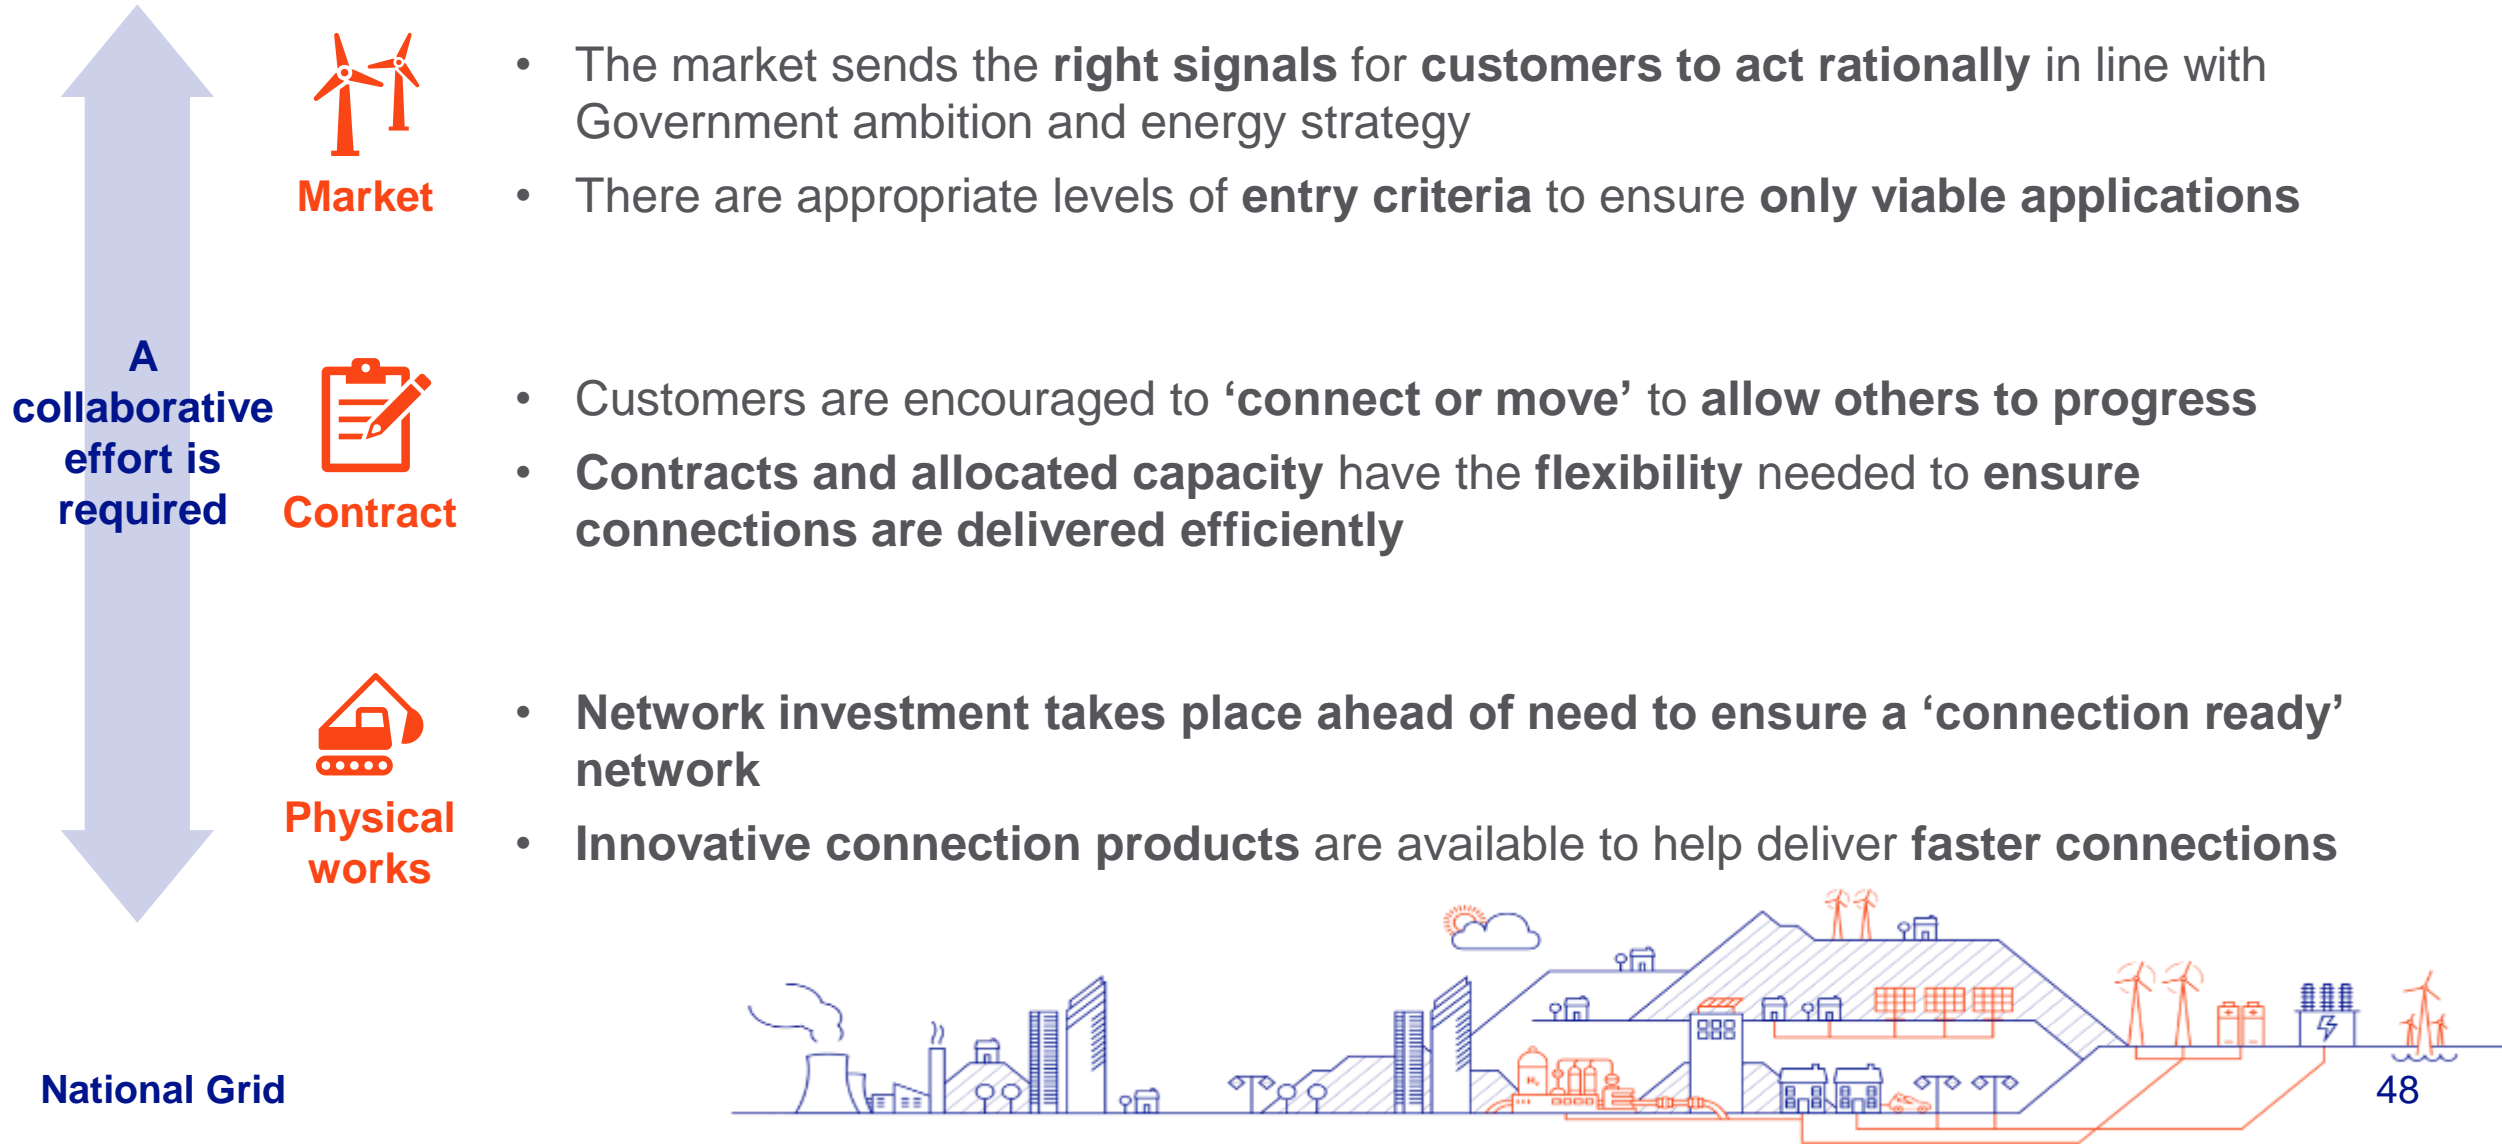 • The market sends the right signals for customers to act rationally in line with
Government ambition and energy strategy
Market
• There are appropriate levels of entry criteria to ensure only viable applications
A
collaborative
effort is
required
• Customers are encouraged to ‘connect or move’ to allow others to progress
• Contracts and allocated capacity have the flexibility needed to ensure
connections are delivered efficiently
Contract
• Network investment takes place ahead of need to ensure a ‘connection ready’
network
Physical
works
• Innovative connection products are available to help deliver faster connections
H₂
National Grid
48